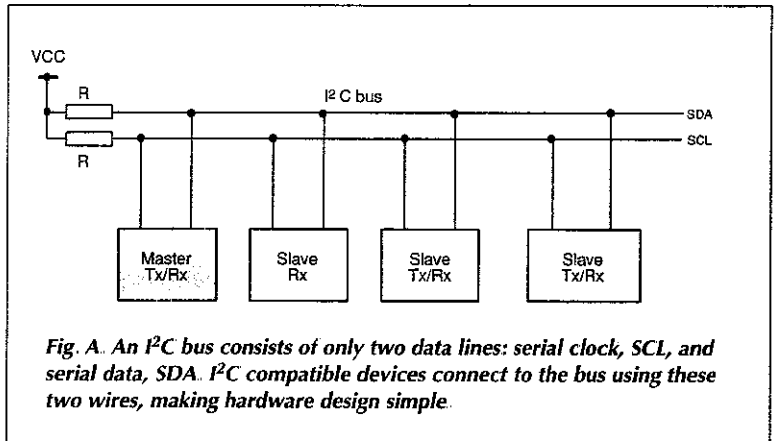 VCC
R
I² C bus
SDA
R
SCL
Master
Tx/Rx
Slave
Rx
Slave
Tx/Rx
Slave
Tx/Rx
Fig. A. An I²C bus consists of only two data lines: serial clock, SCL, and
serial data, SDA. I²C compatible devices connect to the bus using these
two wires, making hardware design simple.